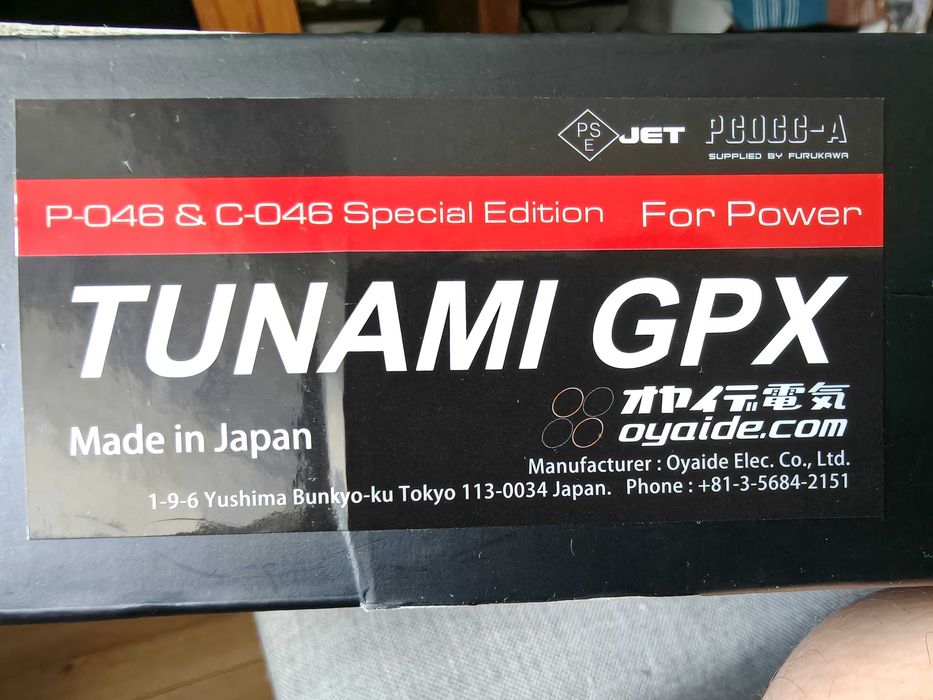 PS
E
JET
PCOCC-A
SUPPLIED BY FURUKAWA
P-046 & C-046 Special Edition For Power
TUNAMI GPX
オヤイデ電気
oyaide.com
Made in Japan
Manufacturer : Oyaide Elec. Co., Ltd.
1-9-6 Yushima Bunkyo-ku Tokyo 113-0034 Japan. Phone : +81-3-5684-2151